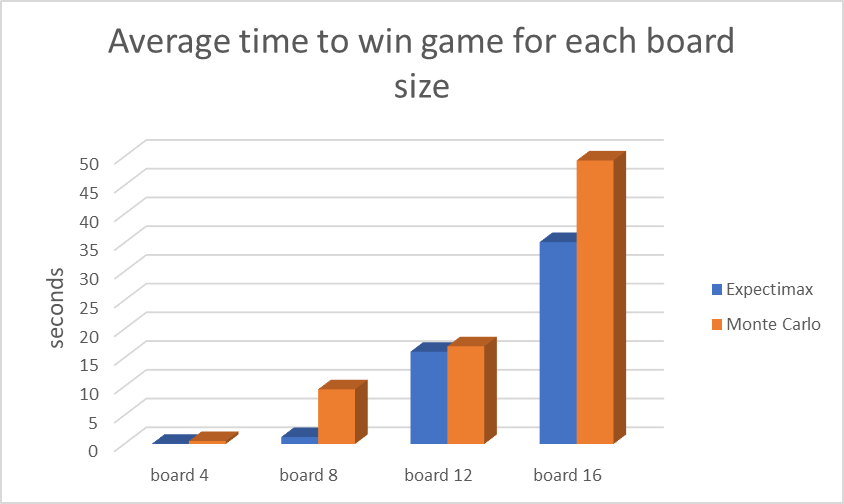 Average time to win game for each board
size
50
45
40
35
30
25
20
15
10
5
0
seconds
board 4
board 8
board 12
board 16
Expectimax
Monte Carlo